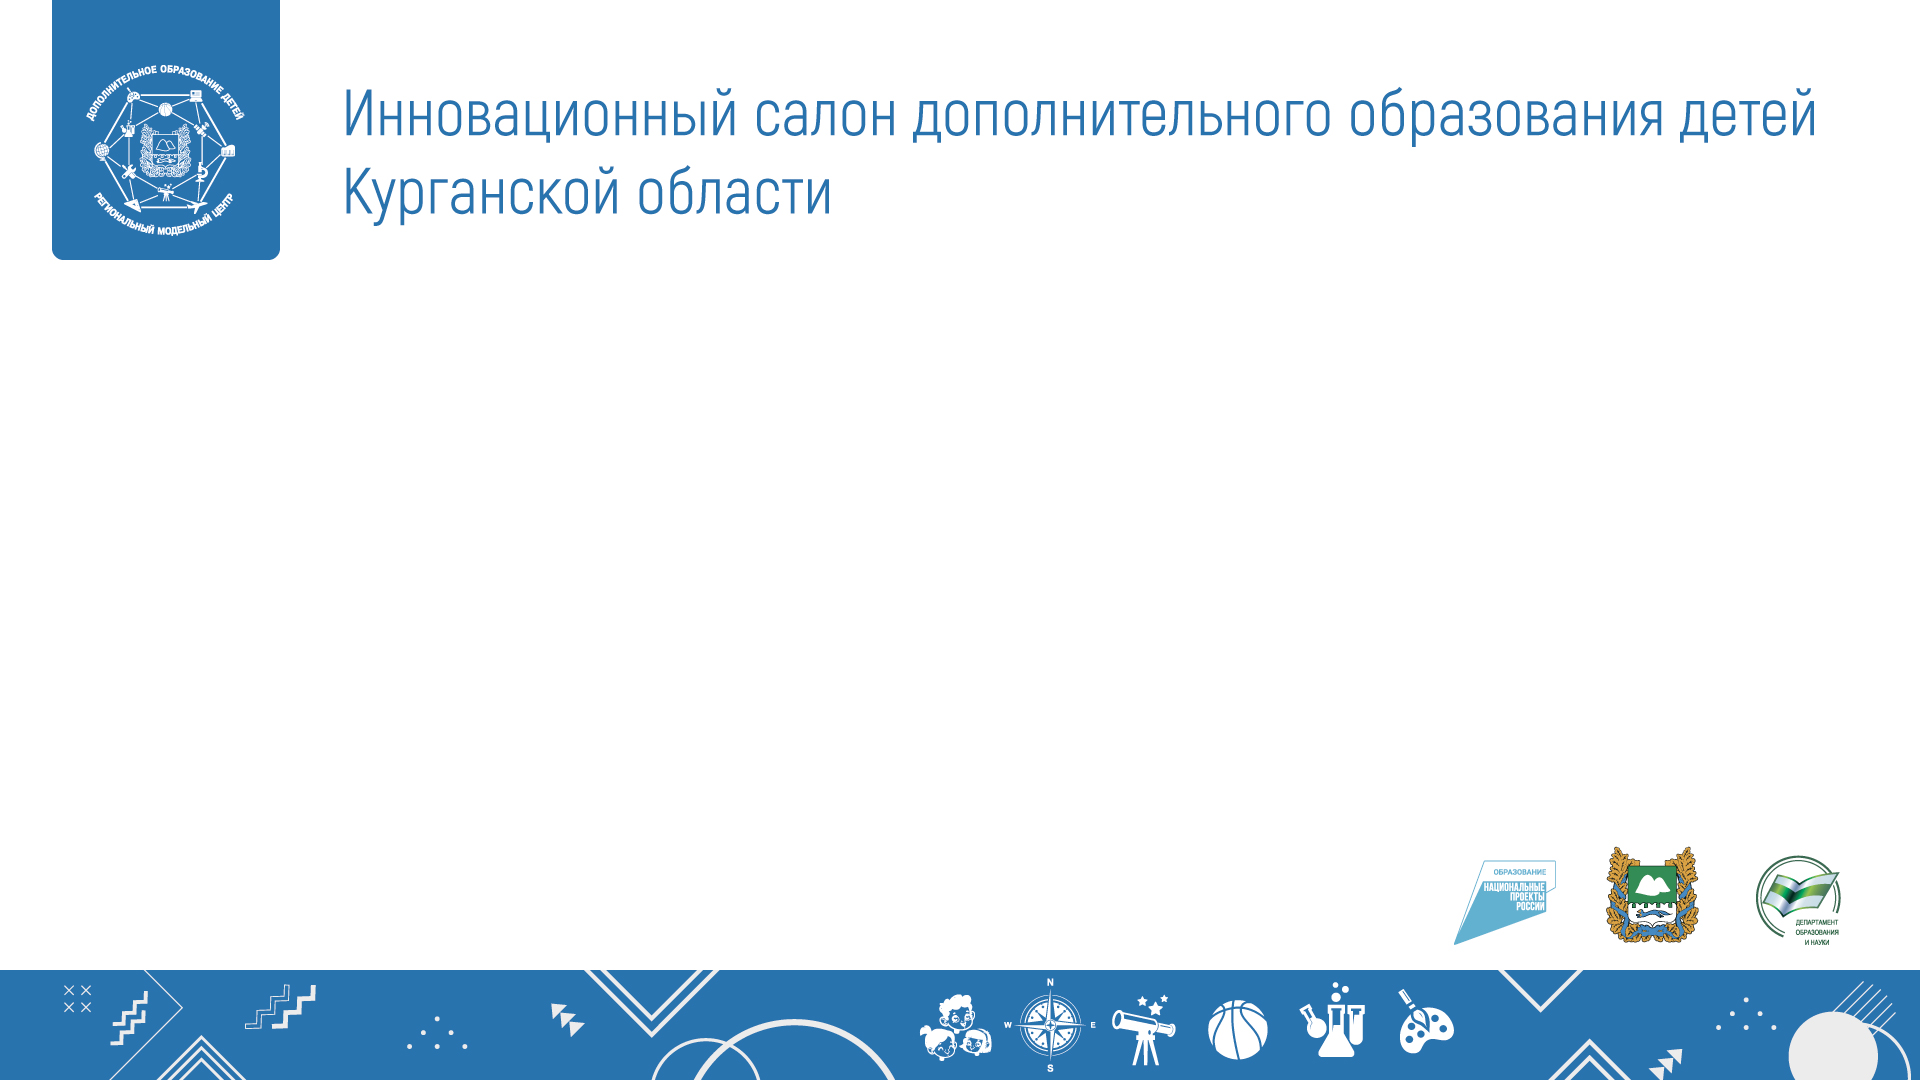 ДОПОЛНИТЕЛЬНОЕ ОБРАЗОВАНИЕ ДЕТЕЙ
РЕГИОНАЛЬНЫЙ МОДЕЛЬНЫЙ ЦЕНТР
Инновационный салон дополнительного образования детей
Курганской области
ОБРАЗОВАНИЕ
НАЦИОНАЛЬНЫЕ
ПРОЕКТЫ
РОССИИ
ДЕПАРТАМЕНТ
ОБРАЗОВАНИЯ
И НАУКИ
N
W
E
S